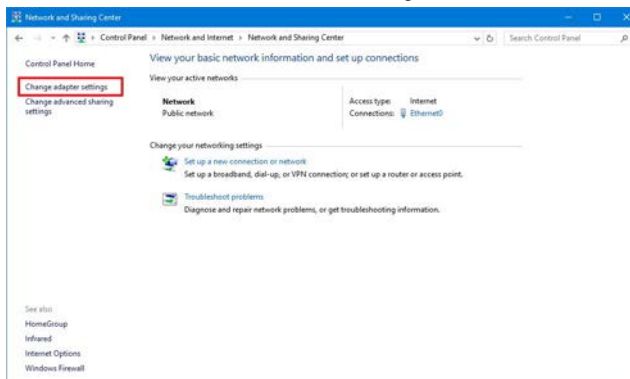 Network and Sharing Center
Control Panel > Network and Internet > Network and Sharing Center
Search Control Panel
Control Panel Home
Change adapter settings
Change advanced sharing
settings
View your basic network information and set up connections
View your active networks
Network
Public network
Access type: Internet
Connections: Ethernet0
Change your networking settings
Set up a new connection or network
Set up a broadband, dial-up, or VPN connection; or set up a router or access point.
Troubleshoot problems
Diagnose and repair network problems, or get troubleshooting information.
See also
HomeGroup
Infrared
Internet Options
Windows Firewall